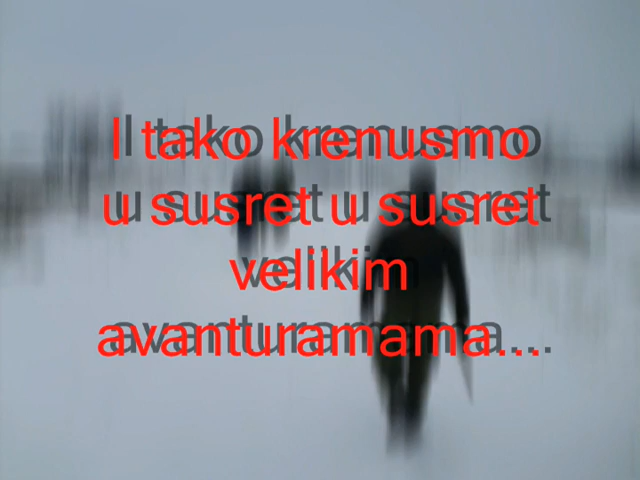 I tako krenusmo
u susret u susret
velikim
avanturamama....